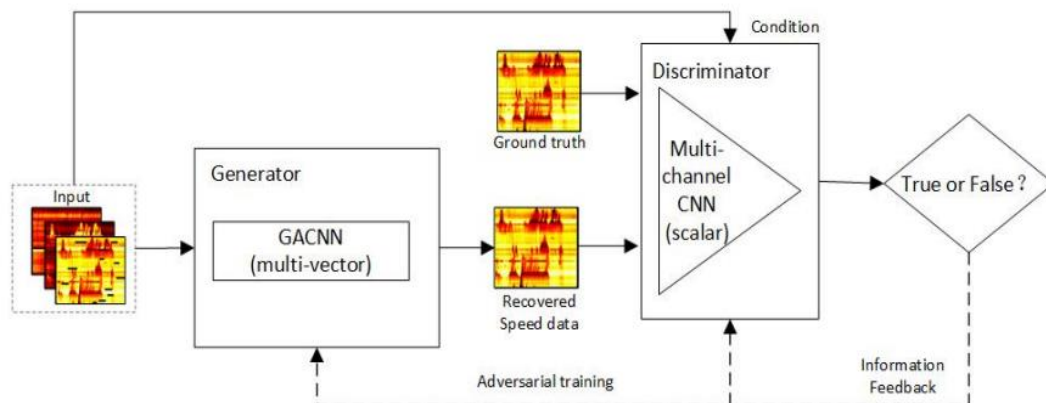 Condition
Discriminator
Ground truth
Multi-
channel
CNN
(scalar)
Generator
Input
True or False？
GACNN
(multi-vector)
Recovered
Speed data
Information
Feedback
Adversarial training